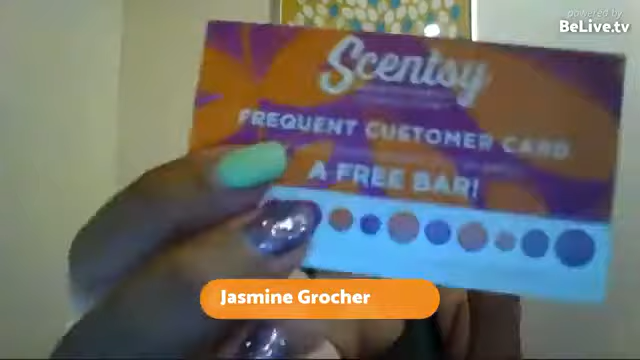 powered by
BeLive.tv
Scentsy
FREQUENT CUSTOMER CARD
A FREE BAR!
Jasmine Grocher